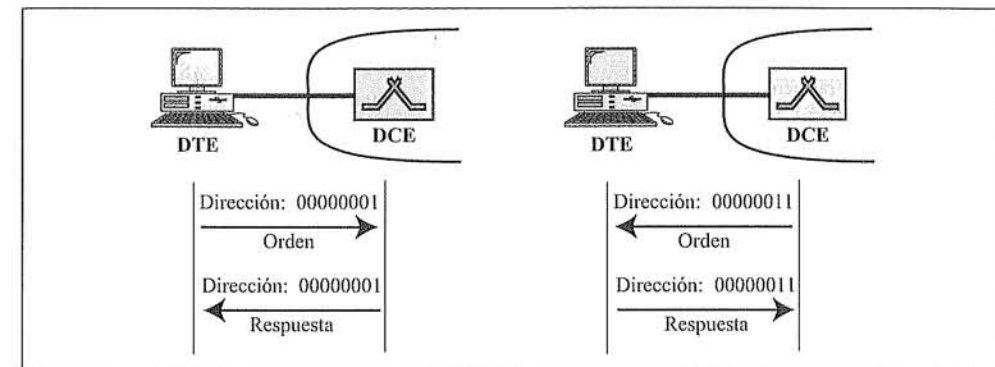 DTE
DCE
Dirección: 00000001
Orden
Dirección: 00000001
Respuesta
DTE
DCE
Dirección: 00000011
Orden
Dirección: 00000011
Respuesta